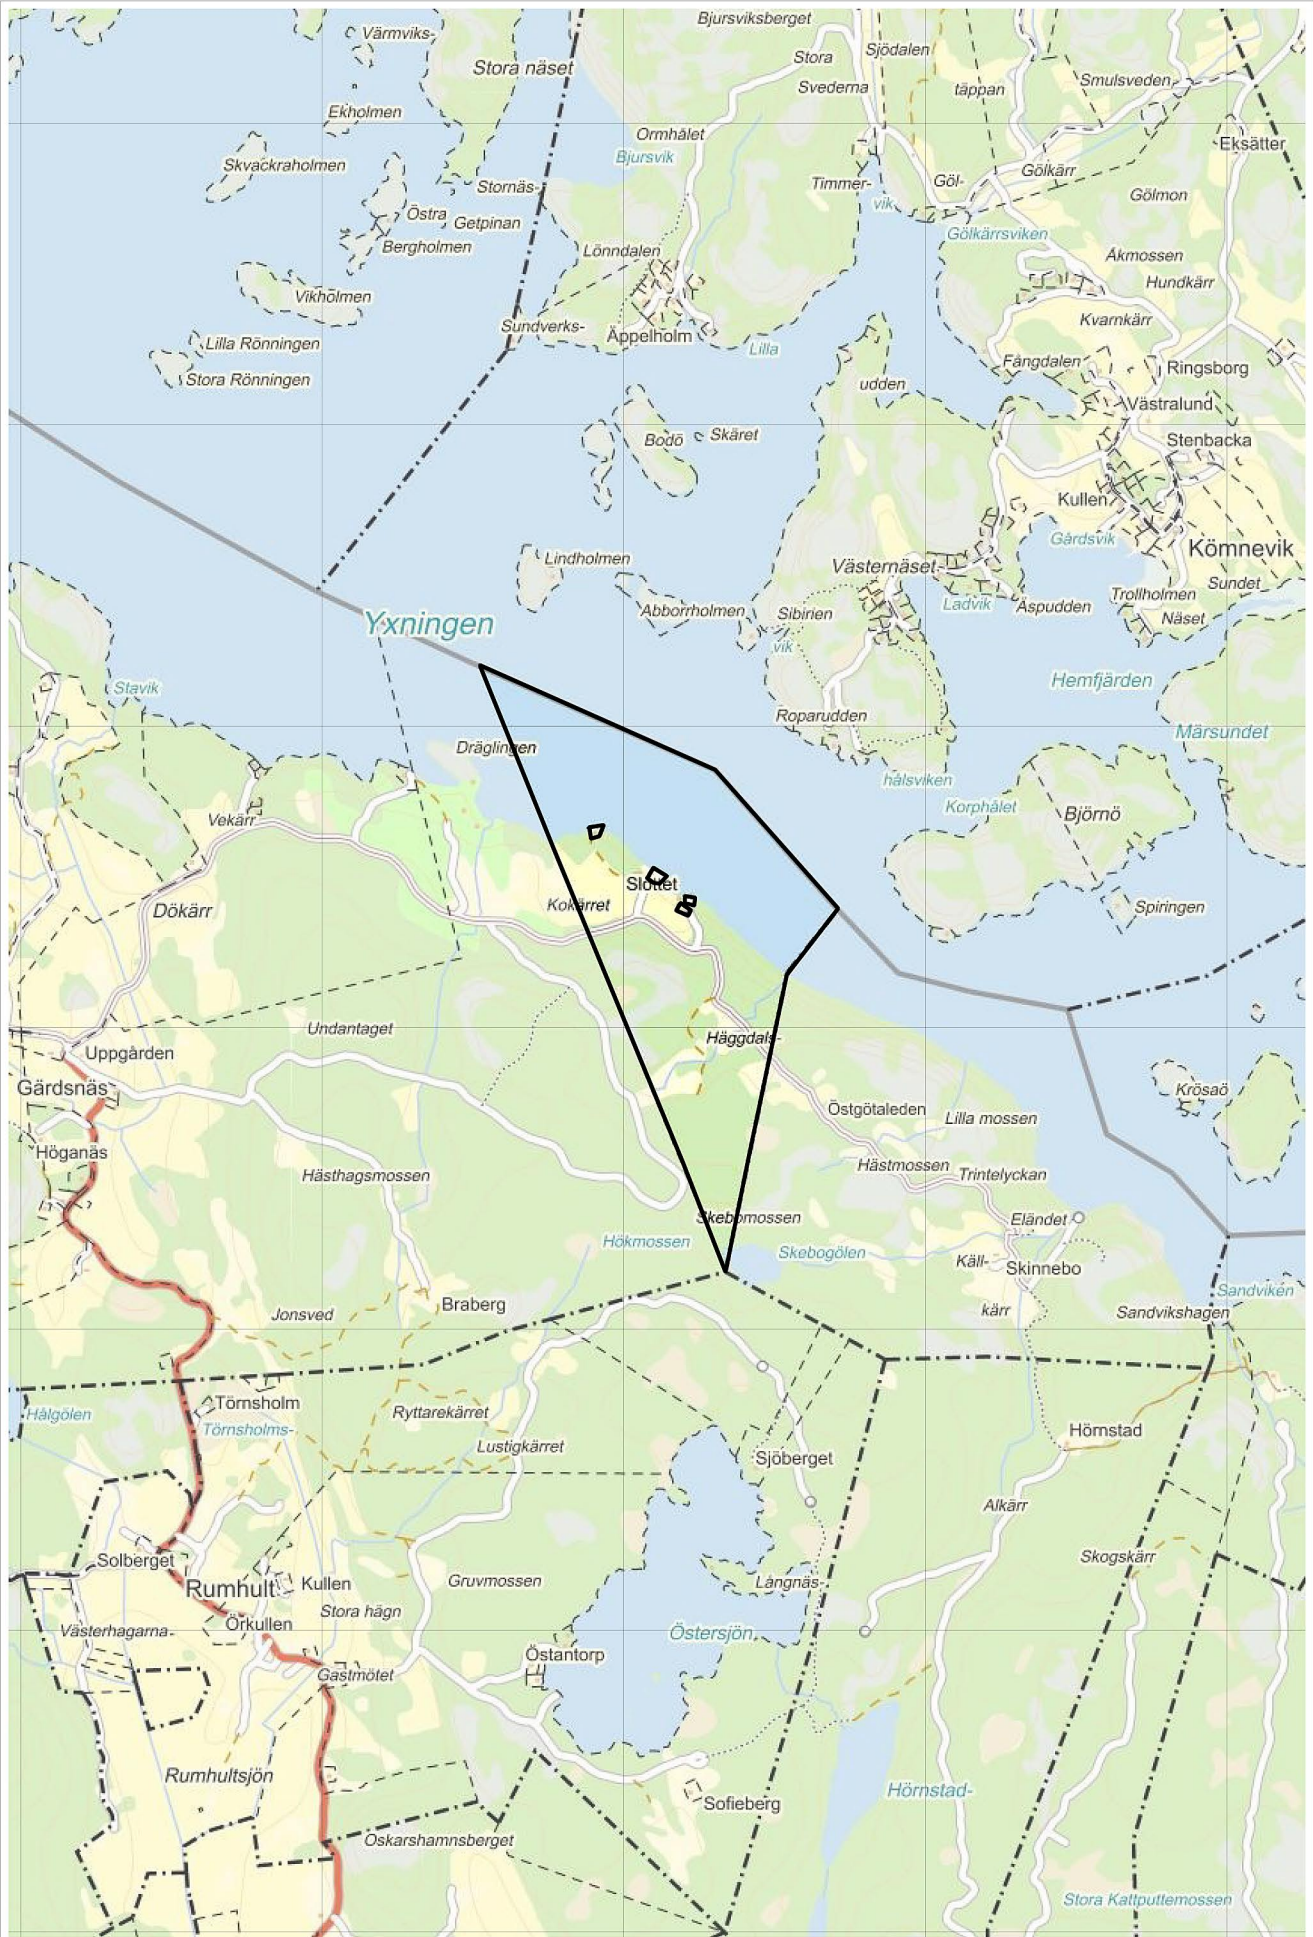 Bjursviksberget
Värmviks-
Sjödalen
Stora
Stora näset
Smulsveden
Svederna
täppan
Ekholmen
Ormhålet
Eksätter
Bjursvik
Skvackraholmen
Gölkärr
Timmer-
Göl-
Stornäs-
Gölmon
vik
Östra
Getpinan
Gölkärrsviken
Bergholmen
Lönndalen
Åkmossen
Hundkärr
Vikholmen
Kvarnkärr
Sundverks-
Äppelholm
Lilla Rönningen
Lilla
Fångdalen
Ringsborg
Stora Rönningen
udden
Västralund
Skäret
Bodö
Stenbacka
Kullen
Gårdsvik
Kömnevik
Lindholmen
Västernäset
Sundet
Trollholmen
Ladvik
Äspudden
Abborrholmen
Sibirien
Näset
Yxningen
vik
Hemfjärden
Stavik
Roparudden
Märsundet
Dräglingen
hålsviken
Korphålet
Björnö
Vekärr
Slottet
Kokärret
Dökärr
Spiringen
Undantaget
Häggdals-
Uppgården
Gärdsnäs
Krösaö
Östgötaleden
Lilla mossen
Höganäs
Hästmossen
Trintelyckan
Hästhagsmossen
Skebomossen
Eländet
Hökmossen
Skebogölen
Käll-
Skinnebo
Sandviken
Braberg
kärr
Sandvikshagen
Jonsved
Törnsholm
Hålgölen
Ryttarekärret
Törnsholms-
Hörnstad
Lustigkärret
Sjöberget
Alkärr
Skogskärr
Solberget
Gruvmossen
Långnäs-
Rumhult
Kullen
Stora hägn
Örkullen
Västerhagarna-
Östersjön
Östantorp
Gastmötet
Rumhultsjön
Hörnstad-
Sofieberg
Oskarshamnsberget
Stora Kattputtemossen